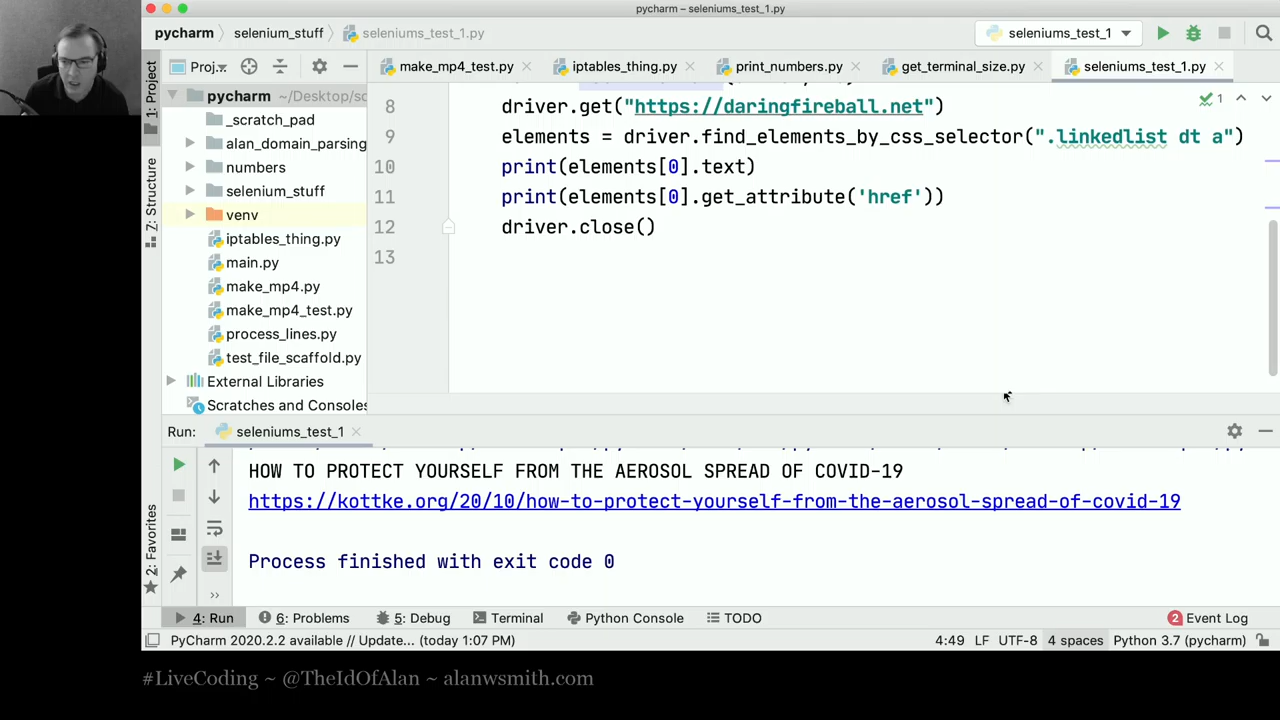 pycharm – seleniums_test_1.py
pycharm selenium_stuff seleniums_test_1.py
seleniums_test_1
1: Project
Proj..
make_mp4_test.py
iptables_thing.py
print_numbers.py
get_terminal_size.py
seleniums_test_1.py
pycharm ~/Desktop/sc
_scratch_pad
alan_domain_parsing
numbers
selenium_stuff
venv
iptables_thing.py
main.py
make_mp4.py
make_mp4_test.py
process_lines.py
test_file_scaffold.py
External Libraries
Scratches and Consoles
Z: Structure
2: Favorites
1
8 driver.get("https://daringfireball.net")
9 elements = driver.find_elements_by_css_selector(".linkedlist dt a")
10 print(elements[0].text)
11 print(elements[0].get_attribute('href'))
12 driver.close()
13
Run: seleniums_test_1
HOW TO PROTECT YOURSELF FROM THE AEROSOL SPREAD OF COVID-19
https://kottke.org/20/10/how-to-protect-yourself-from-the-aerosol-spread-of-covid-19
Process finished with exit code 0
4: Run 6: Problems 5: Debug Terminal Python Console TODO 2 Event Log
PyCharm 2020.2.2 available // Update... (today 1:07 PM) 4:49 LF UTF-8 4 spaces Python 3.7 (pycharm)
#LiveCoding ~ @TheIdOfAlan ~ alanwsmith.com